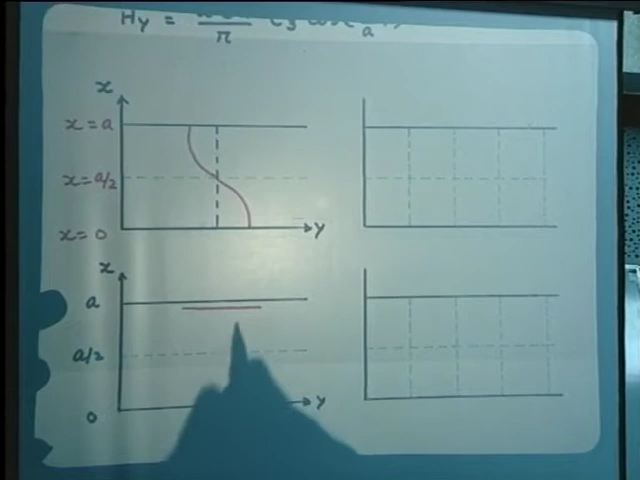 Hy =
π
a
x
x=a
x=a/2
x=0
y
x
a
a/2
0
y